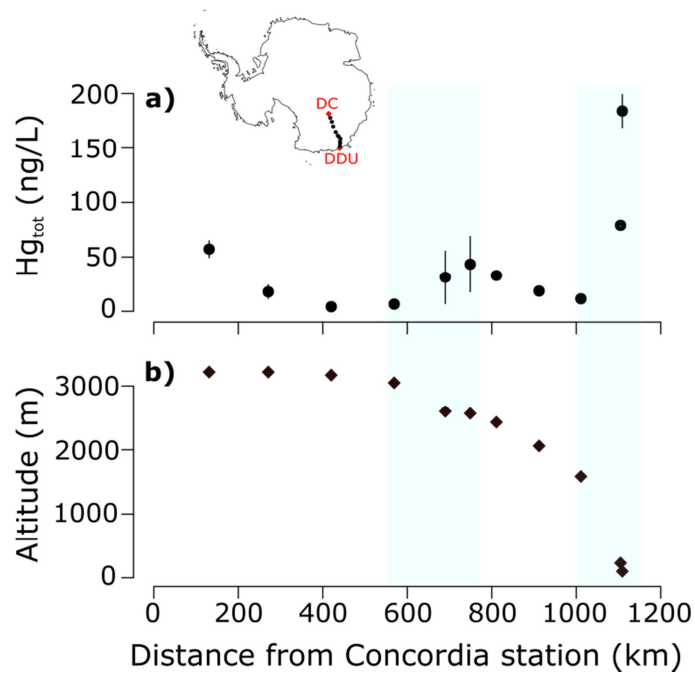 a)
DC
DDU
Hgtot (ng/L)
200
150
100
50
0
b)
Altitude (m)
3000
2000
1000
0
0 200 400 600 800 1000 1200
Distance from Concordia station (km)